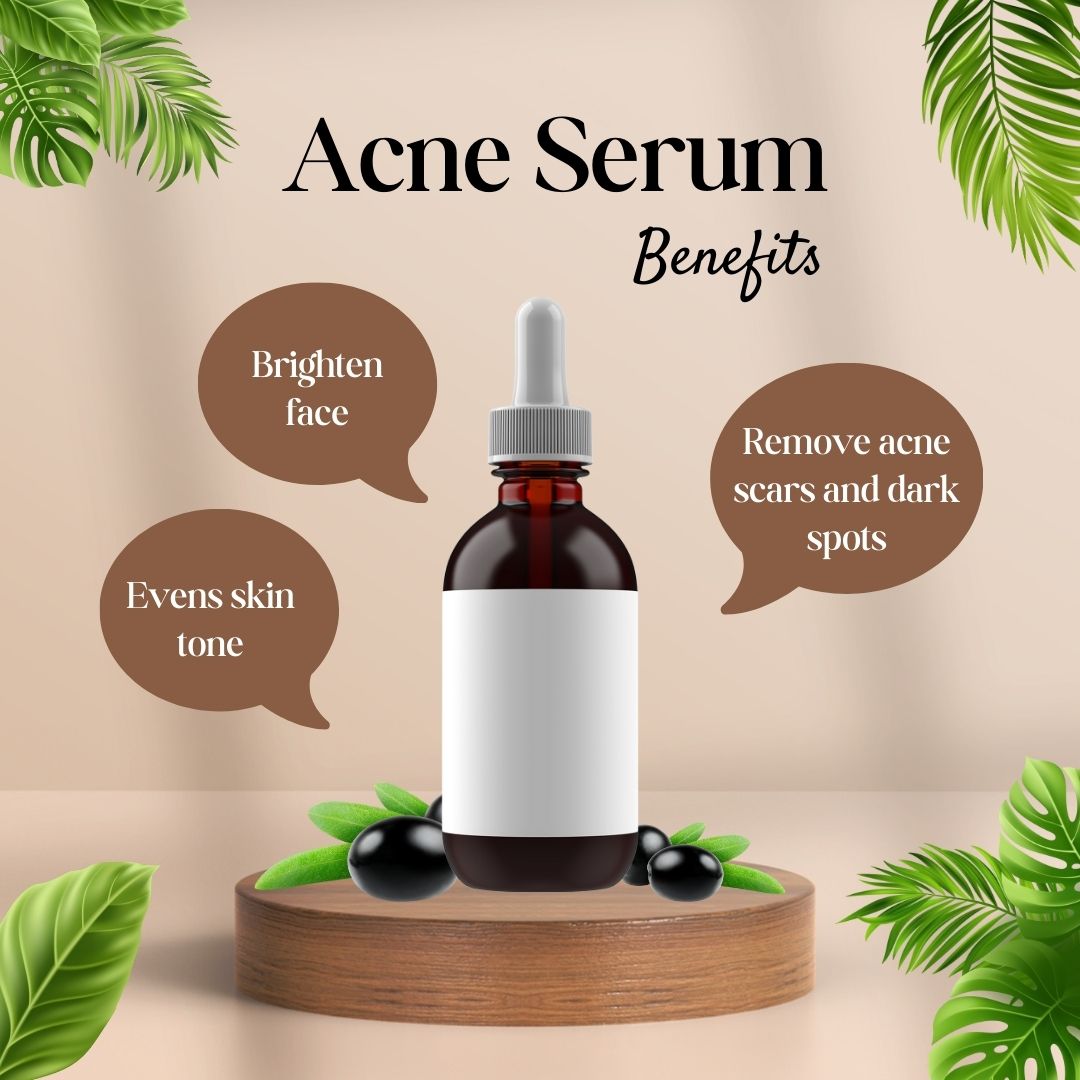 Acne Serum
Benefits
Brighten
face
Remove acne
scars and dark
spots
Evens skin
tone